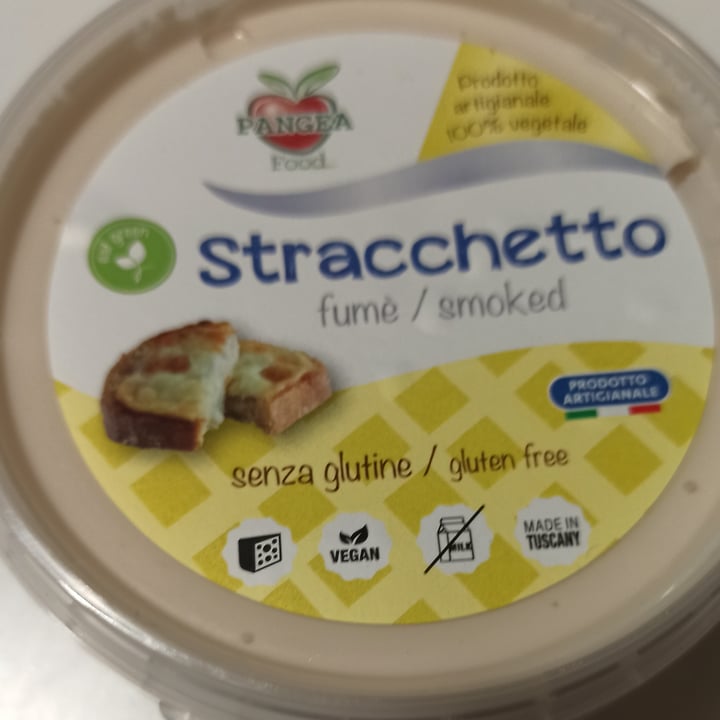 PANGEA
Food
Prodotto
artigianale
100% vegetale
Stracchetto
fumè / smoked
PRODOTTO
ARTIGIANALE
senza glutine / gluten free
VEGAN
MILK
MADE IN
TUSCANY